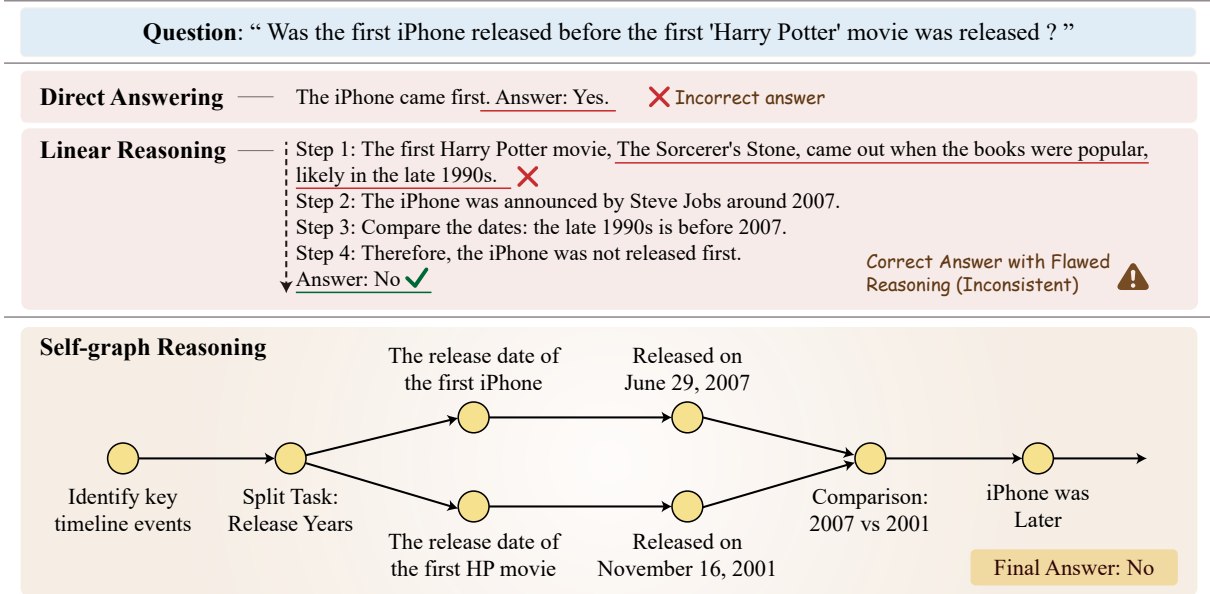 Question: “ Was the first iPhone released before the first 'Harry Potter' movie was released ? ”
Direct Answering
The iPhone came first. Answer: Yes.
Incorrect answer
Linear Reasoning
Step 1: The first Harry Potter movie, The Sorcerer's Stone, came out when the books were popular,
likely in the late 1990s.
Step 2: The iPhone was announced by Steve Jobs around 2007.
Step 3: Compare the dates: the late 1990s is before 2007.
Step 4: Therefore, the iPhone was not released first.
Answer: No
Correct Answer with Flawed
Reasoning (Inconsistent)
Self-graph Reasoning
Identify key
timeline events
Split Task:
Release Years
The release date of
the first iPhone
Released on
June 29, 2007
The release date of
the first HP movie
Released on
November 16, 2001
Comparison:
2007 vs 2001
iPhone was
Later
Final Answer: No